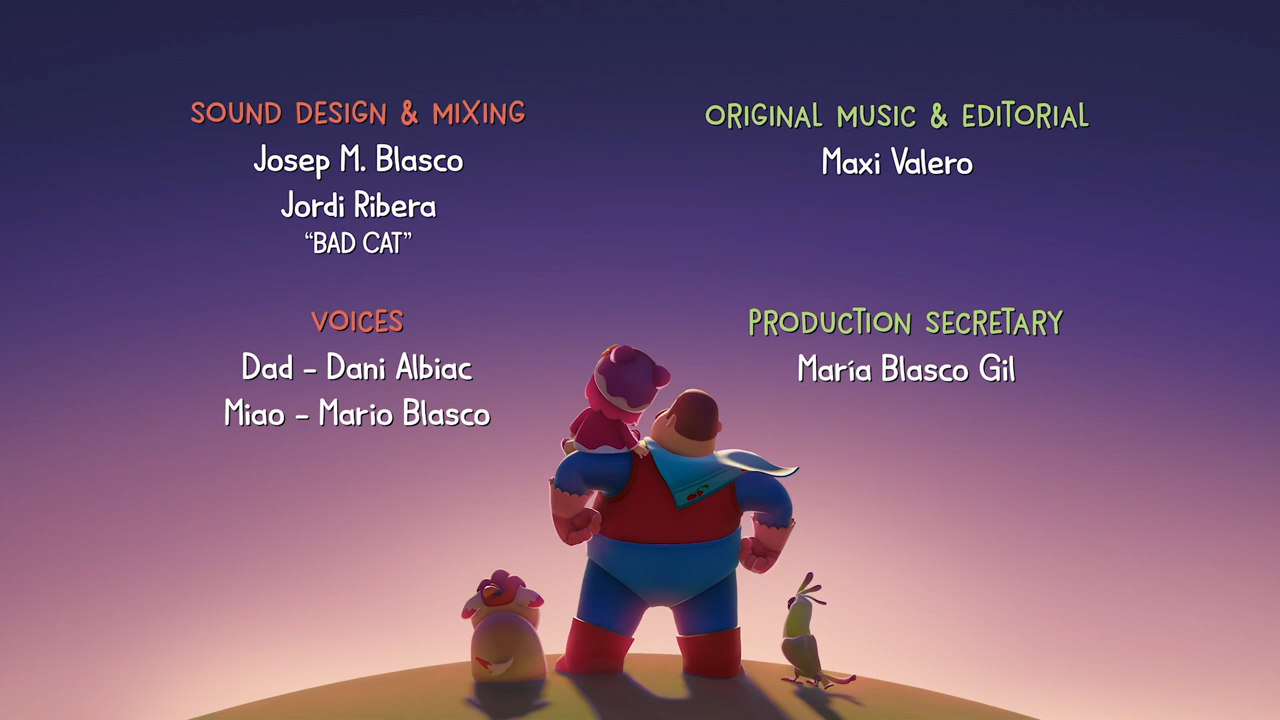 SOUND DESIGN & MIXING
Josep M. Blasco
Jordi Ribera
“BAD CAT”
ORIGINAL MUSIC & EDITORIAL
Maxi Valero
VOICES
Dad - Dani Albiac
Miao - Mario Blasco
PRODUCTION SECRETARY
María Blasco Gil